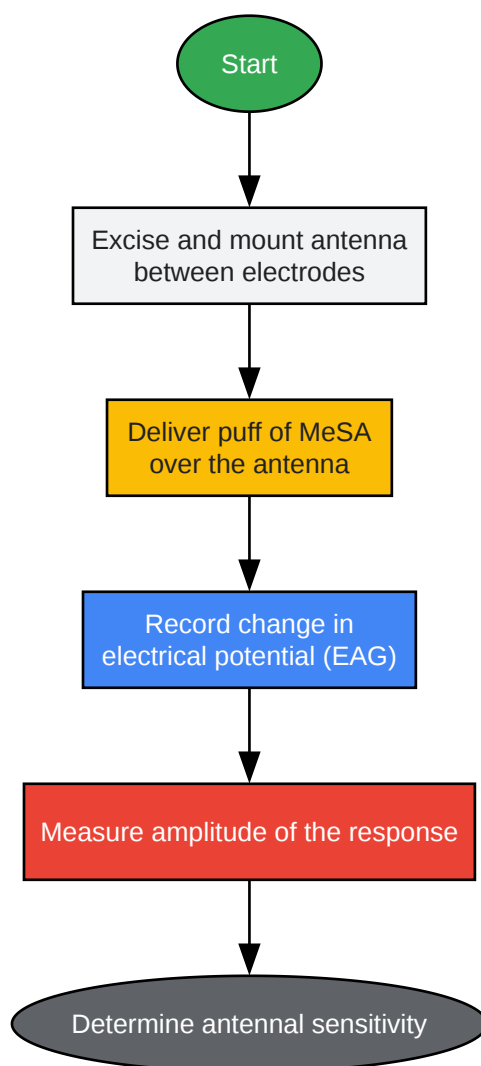 Start
Excise and mount antenna
between electrodes
Deliver puff of MeSA
over the antenna
Record change in
electrical potential (EAG)
Measure amplitude of the response
Determine antennal sensitivity